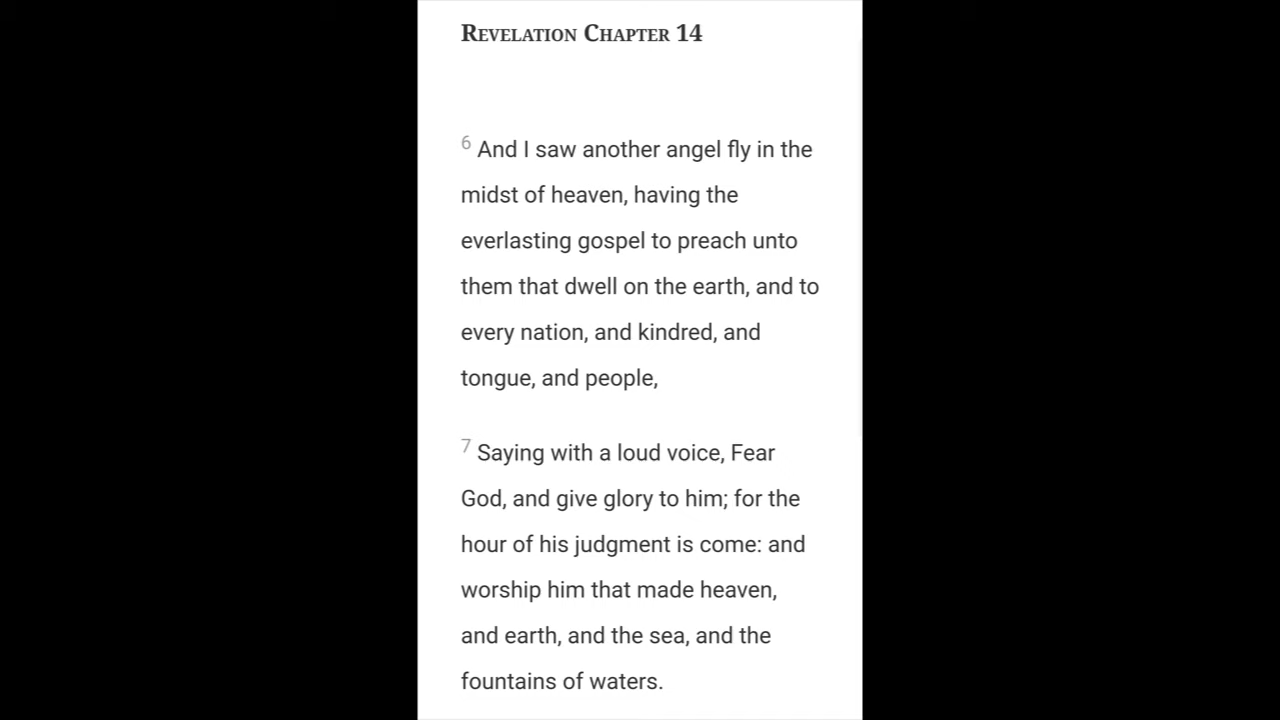 Revelation Chapter 14
6 And I saw another angel fly in the
midst of heaven, having the
everlasting gospel to preach unto
them that dwell on the earth, and to
every nation, and kindred, and
tongue, and people,
7 Saying with a loud voice, Fear
God, and give glory to him; for the
hour of his judgment is come: and
worship him that made heaven,
and earth, and the sea, and the
fountains of waters.